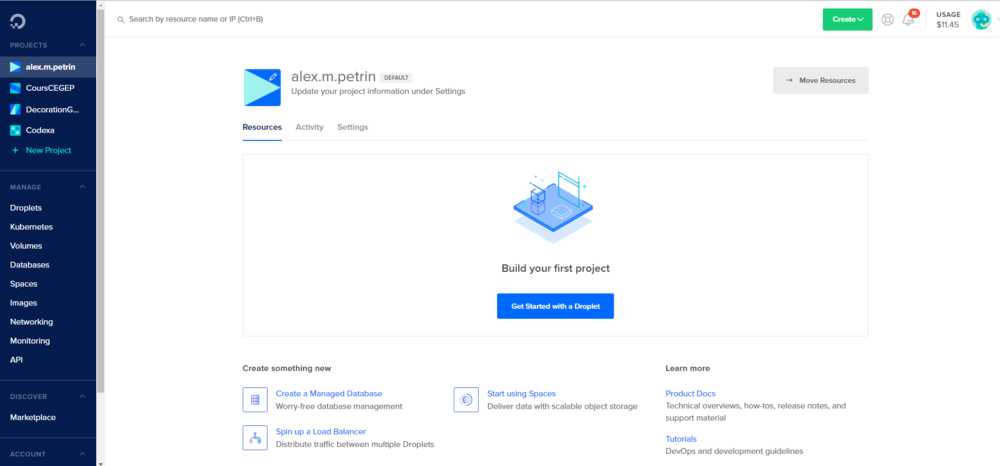 Search by resource name or IP (Ctrl+B)
Create
16
USAGE
$11.45
PROJECTS
alex.m.petrin
CoursCEGEP
DecorationG...
Codexa
+ New Project
MANAGE
Droplets
Kubernetes
Volumes
Databases
Spaces
Images
Networking
Monitoring
API
DISCOVER
Marketplace
ACCOUNT
alex.m.petrin DEFAULT
Update your project information under Settings
→ Move Resources
Resources Activity Settings
Build your first project
Get Started with a Droplet
Create something new
Create a Managed Database
Worry-free database management
Start using Spaces
Deliver data with scalable object storage
Spin up a Load Balancer
Distribute traffic between multiple Droplets
Learn more
Product Docs
Technical overviews, how-tos, release notes, and
support material
Tutorials
DevOps and development guidelines